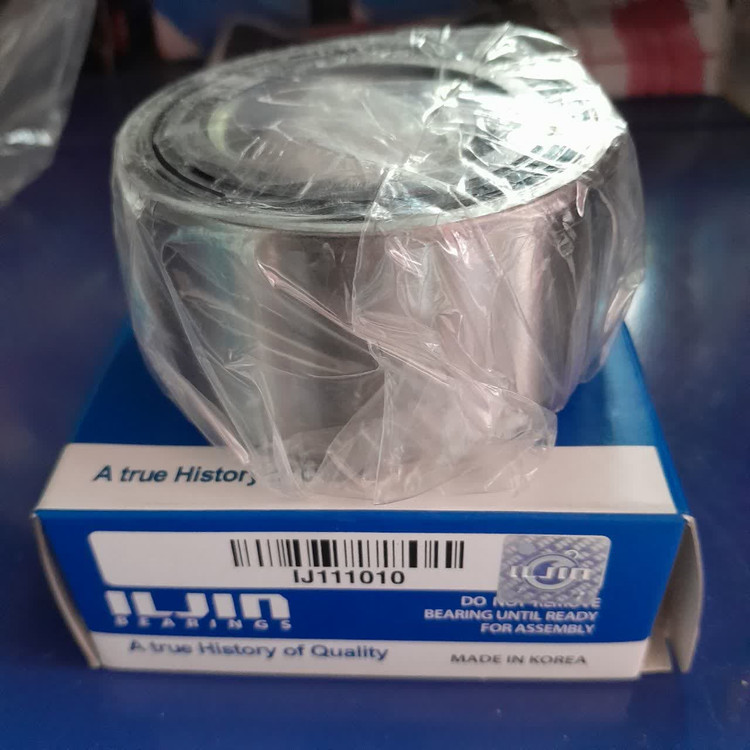 A true History
IJ111010
ILJIN
ILJIN
BEARINGS
DO NOT REMOVE
BEARING UNTIL READY
FOR ASSEMBLY
A true History of Quality
MADE IN KOREA